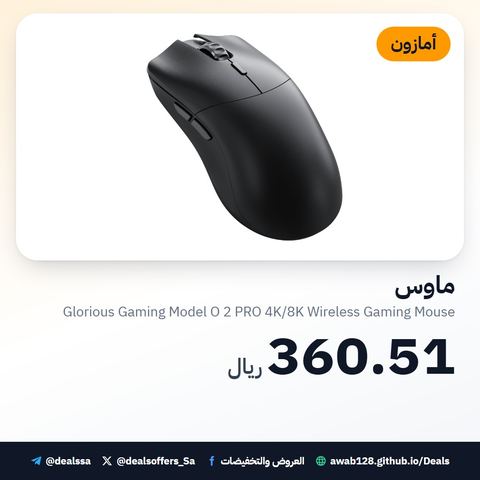 أمازون
ماوس
Glorious Gaming Model O 2 PRO 4K/8K Wireless Gaming Mouse
360.51 ريال
@dealssa @dealsoffers_Sa العروض والتخفيضات awab128.github.io/Deals